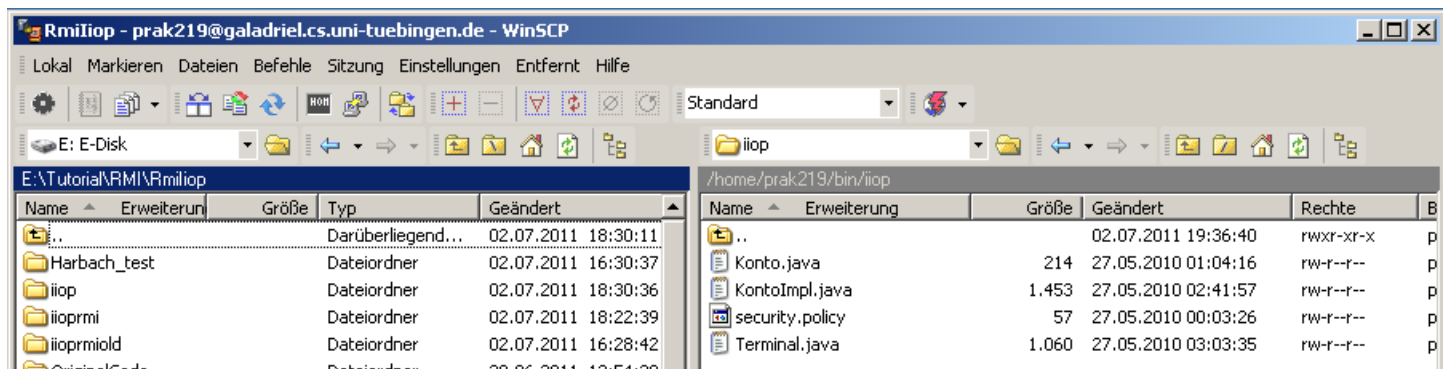 RmiIiop - prak219@galadriel.cs.uni-tuebingen.de - WinSCP
Lokal Markieren Dateien Befehle Sitzung Einstellungen Entfernt Hilfe
Standard
E: E-Disk
iiop
E:\Tutorial\RMI\RmiIiop
/home/prak219/bin/iiop
Name Erweiterun Größe Typ Geändert
Name Erweiterung Größe Geändert Rechte B
.. Darüberliegend... 02.07.2011 18:30:11
.. 02.07.2011 19:36:40 rwxr-xr-x p
Harbach_test Dateiordner 02.07.2011 16:30:37
Konto.java 214 27.05.2010 01:04:16 rw-r--r-- p
iiop Dateiordner 02.07.2011 18:30:36
KontoImpl.java 1.453 27.05.2010 02:41:57 rw-r--r-- p
iioprmi Dateiordner 02.07.2011 18:22:39
security.policy 57 27.05.2010 00:03:26 rw-r--r-- p
iioprmiold Dateiordner 02.07.2011 16:28:42
Terminal.java 1.060 27.05.2010 03:03:35 rw-r--r-- p